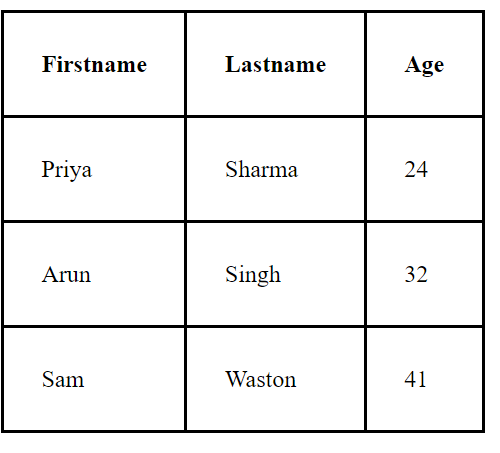 Firstname Lastname Age
Priya Sharma 24
Arun Singh 32
Sam Waston 41